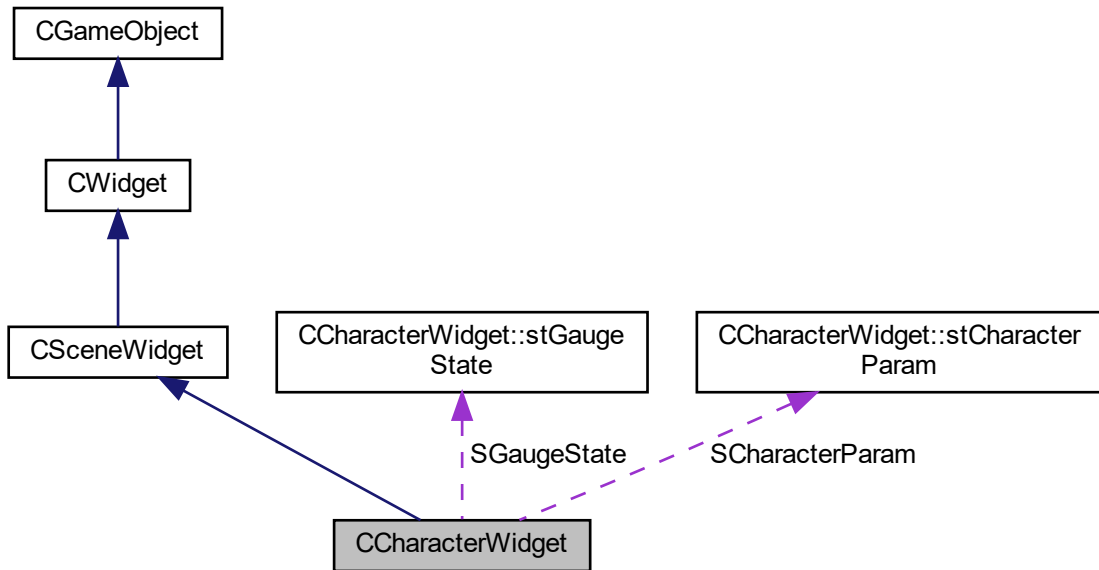 CGameObject
CWidget
CSceneWidget
CCharacterWidget::stGauge
State
CCharacterWidget::stCharacter
Param
SGaugeState
SCharacterParam
CCharacterWidget